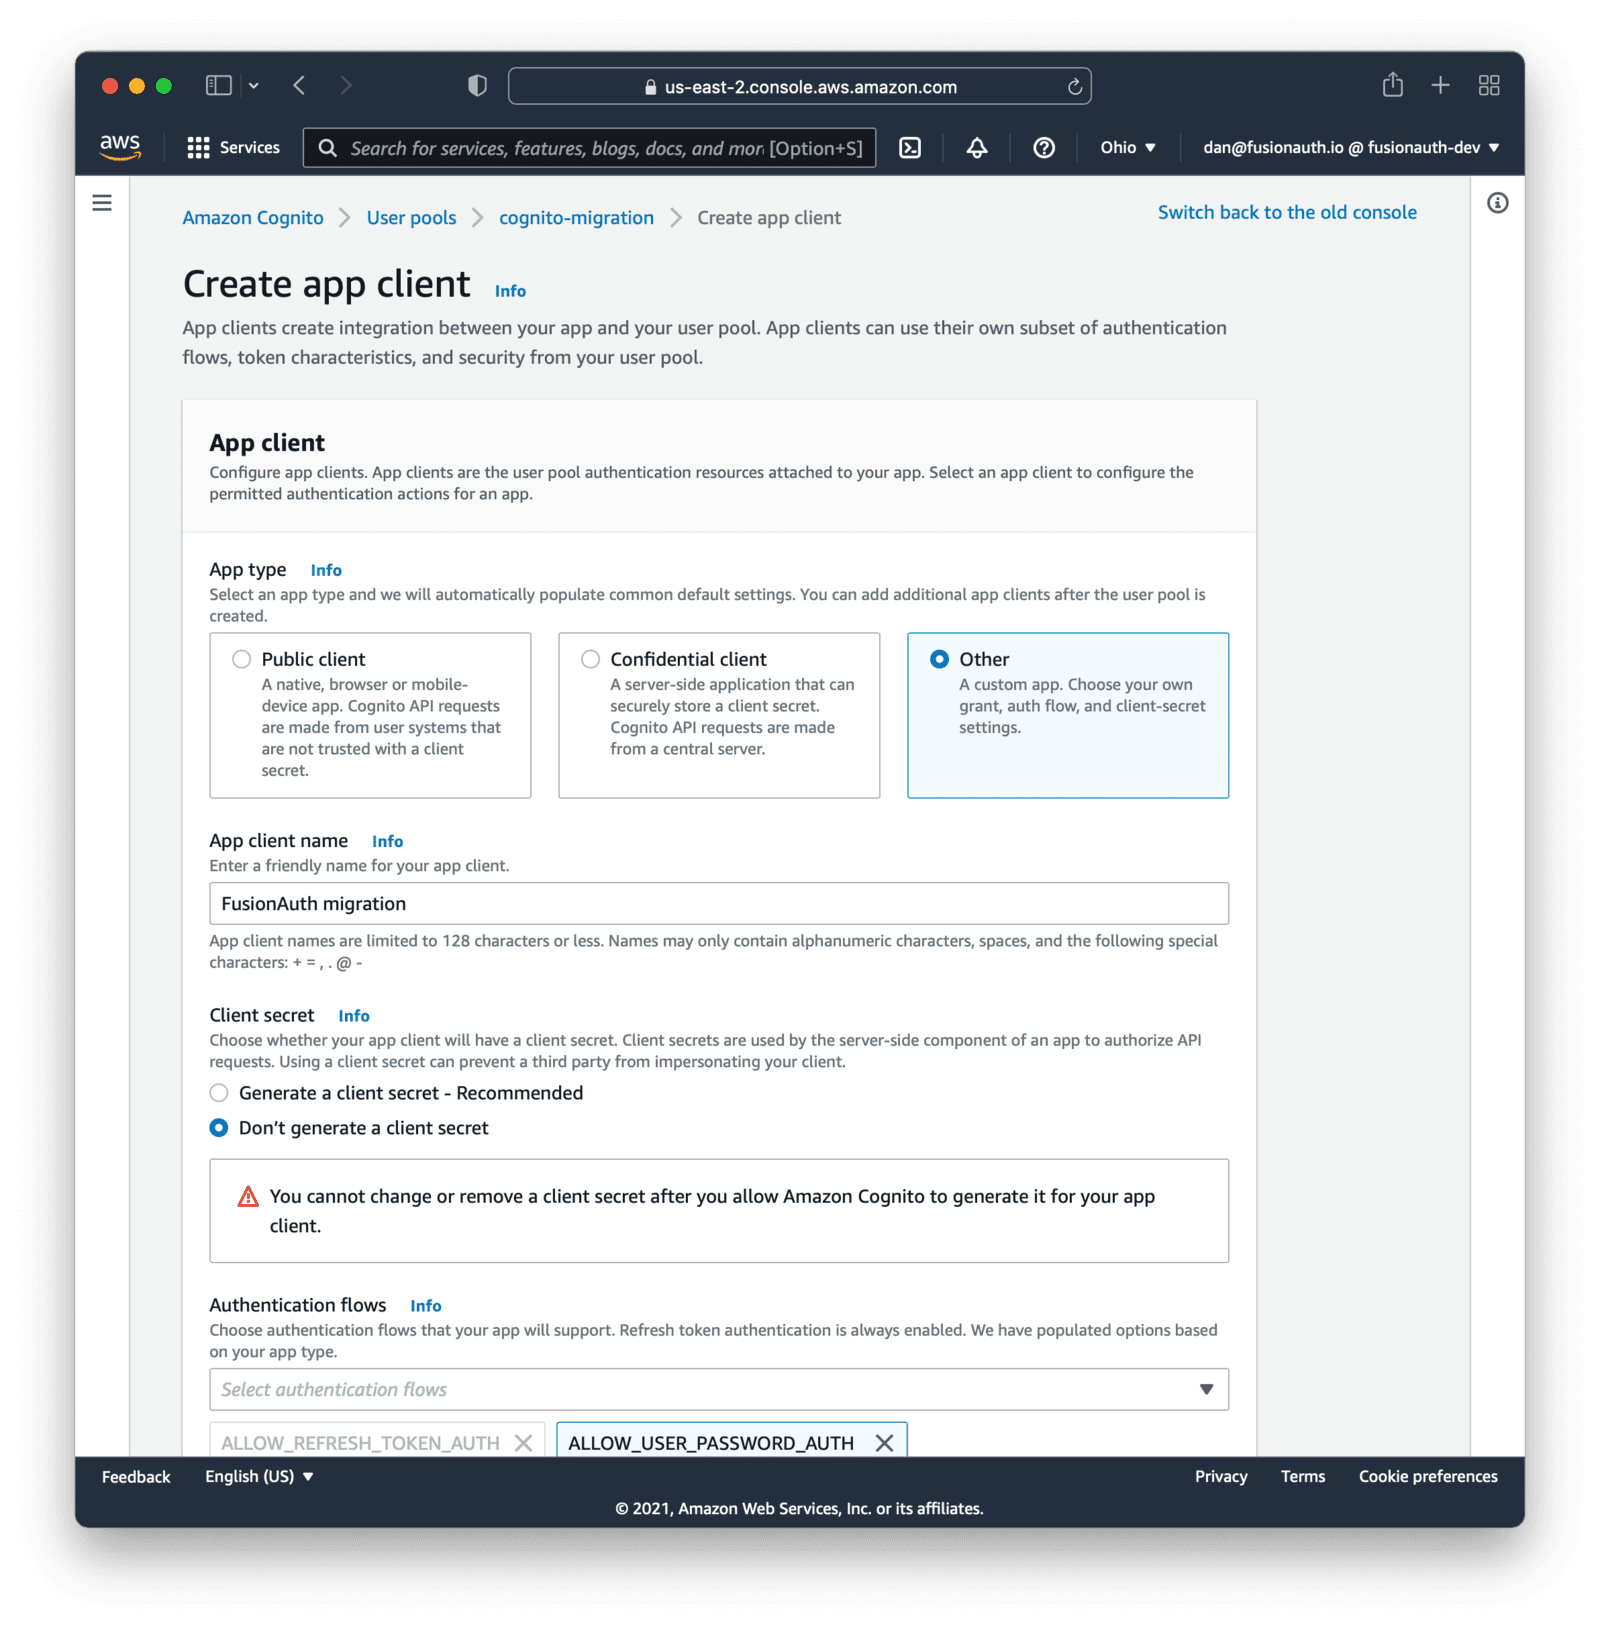 us-east-2.console.aws.amazon.com
aws
Services
Search for services, features, blogs, docs, and mor [Option+S]
Ohio
dan@fusionauth.io @ fusionauth-dev
Amazon Cognito
User pools
cognito-migration
Create app client
Switch back to the old console
Create app client Info
App clients create integration between your app and your user pool. App clients can use their own subset of authentication
flows, token characteristics, and security from your user pool.
App client
Configure app clients. App clients are the user pool authentication resources attached to your app. Select an app client to configure the
permitted authentication actions for an app.
App type Info
Select an app type and we will automatically populate common default settings. You can add additional app clients after the user pool is
created.
Public client
A native, browser or mobile-
device app. Cognito API requests
are made from user systems that
are not trusted with a client
secret.
Confidential client
A server-side application that can
securely store a client secret.
Cognito API requests are made
from a central server.
Other
A custom app. Choose your own
grant, auth flow, and client-secret
settings.
App client name Info
Enter a friendly name for your app client.
FusionAuth migration
App client names are limited to 128 characters or less. Names may only contain alphanumeric characters, spaces, and the following special
characters: + = , . @ -
Client secret Info
Choose whether your app client will have a client secret. Client secrets are used by the server-side component of an app to authorize API
requests. Using a client secret can prevent a third party from impersonating your client.
Generate a client secret - Recommended
Don't generate a client secret
You cannot change or remove a client secret after you allow Amazon Cognito to generate it for your app
client.
Authentication flows Info
Choose authentication flows that your app will support. Refresh token authentication is always enabled. We have populated options based
on your app type.
Select authentication flows
ALLOW_REFRESH_TOKEN_AUTH
ALLOW_USER_PASSWORD_AUTH
Feedback
English (US)
Privacy
Terms
Cookie preferences
© 2021, Amazon Web Services, Inc. or its affiliates.